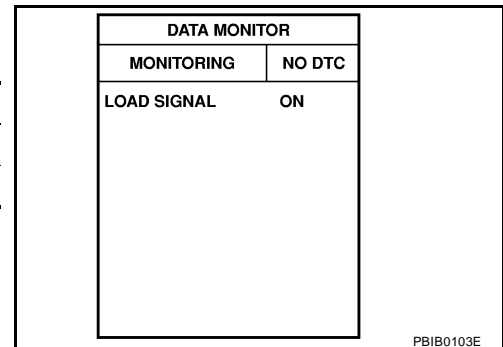 DATA MONITOR
MONITORING NO DTC
LOAD SIGNAL ON
PBIB0103E